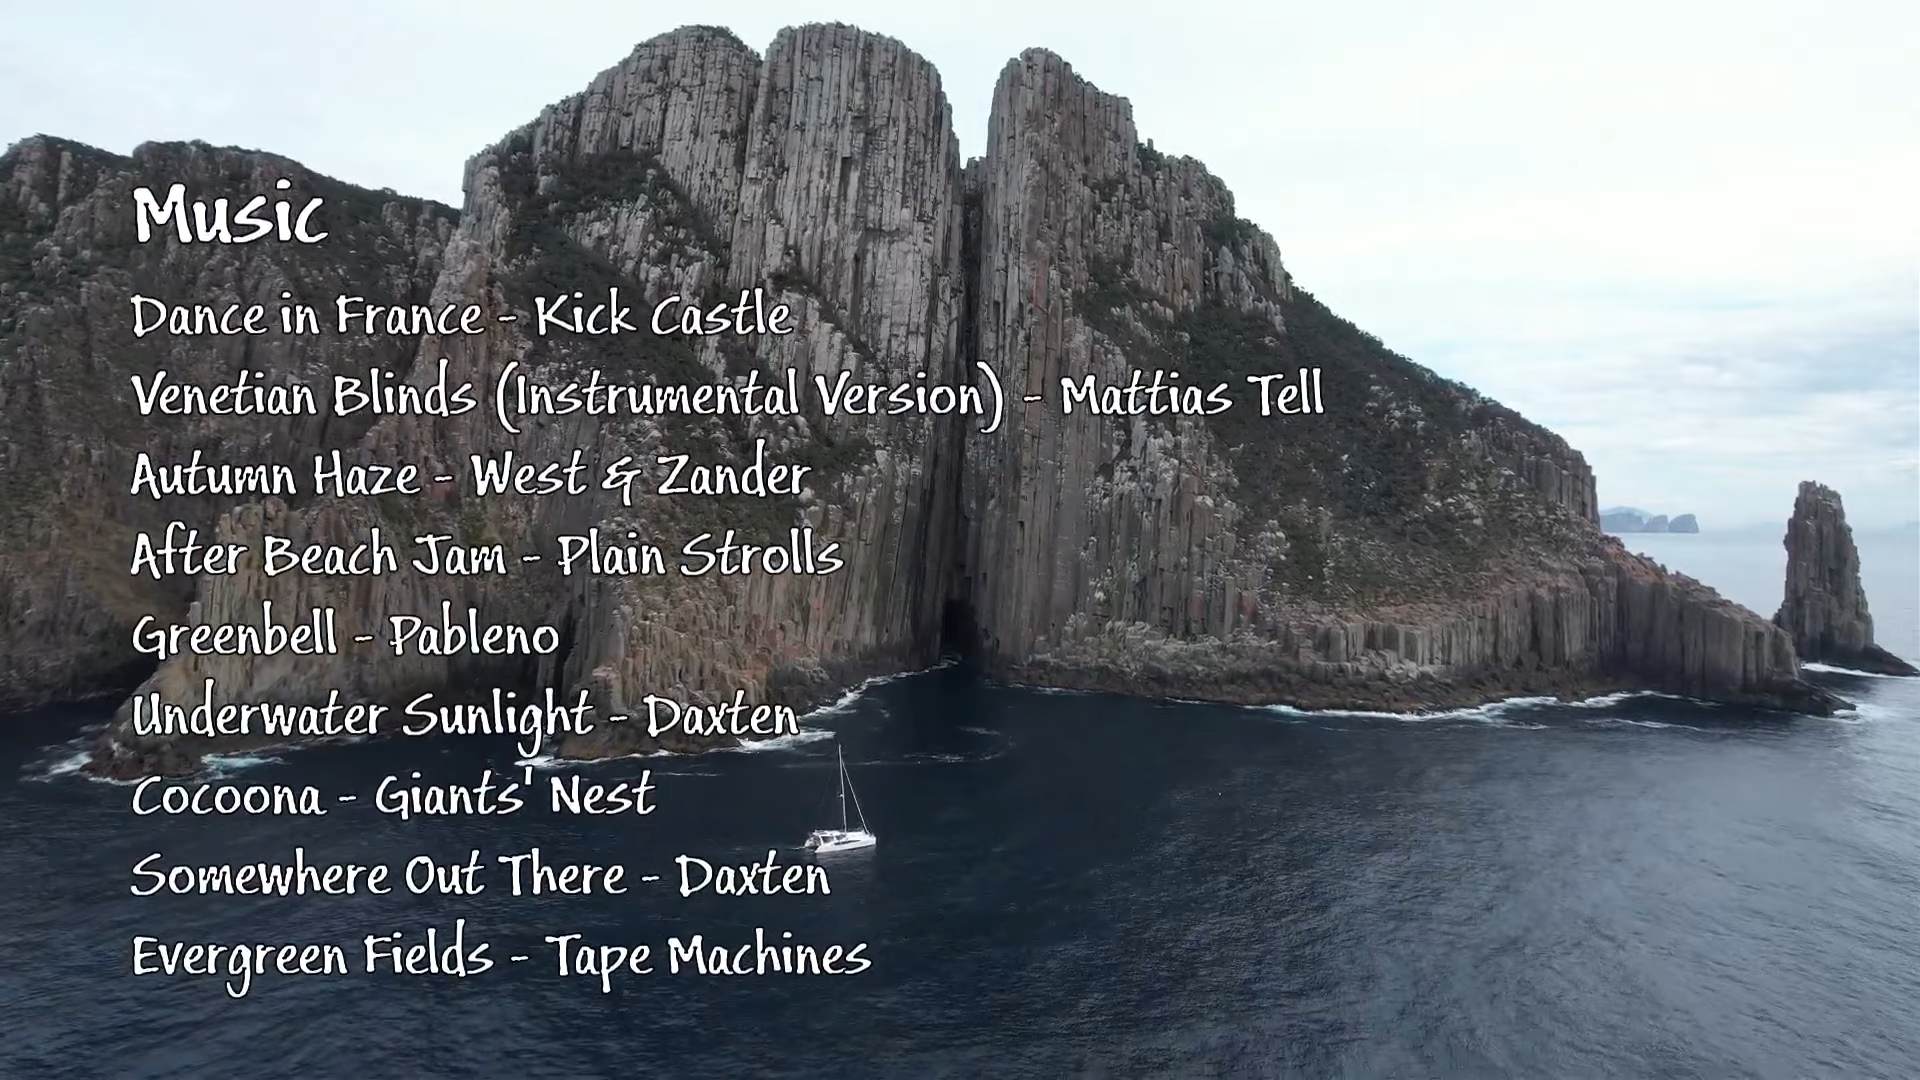 Music
Dance in France - Kick Castle
Venetian Blinds (Instrumental Version) - Mattias Tell
Autumn Haze - West & Zander
After Beach Jam - Plain Strolls
Greenbell - Pableno
Underwater Sunlight - Daxten
Cocoona - Giants' Nest
Somewhere Out There - Daxten
Evergreen Fields - Tape Machines